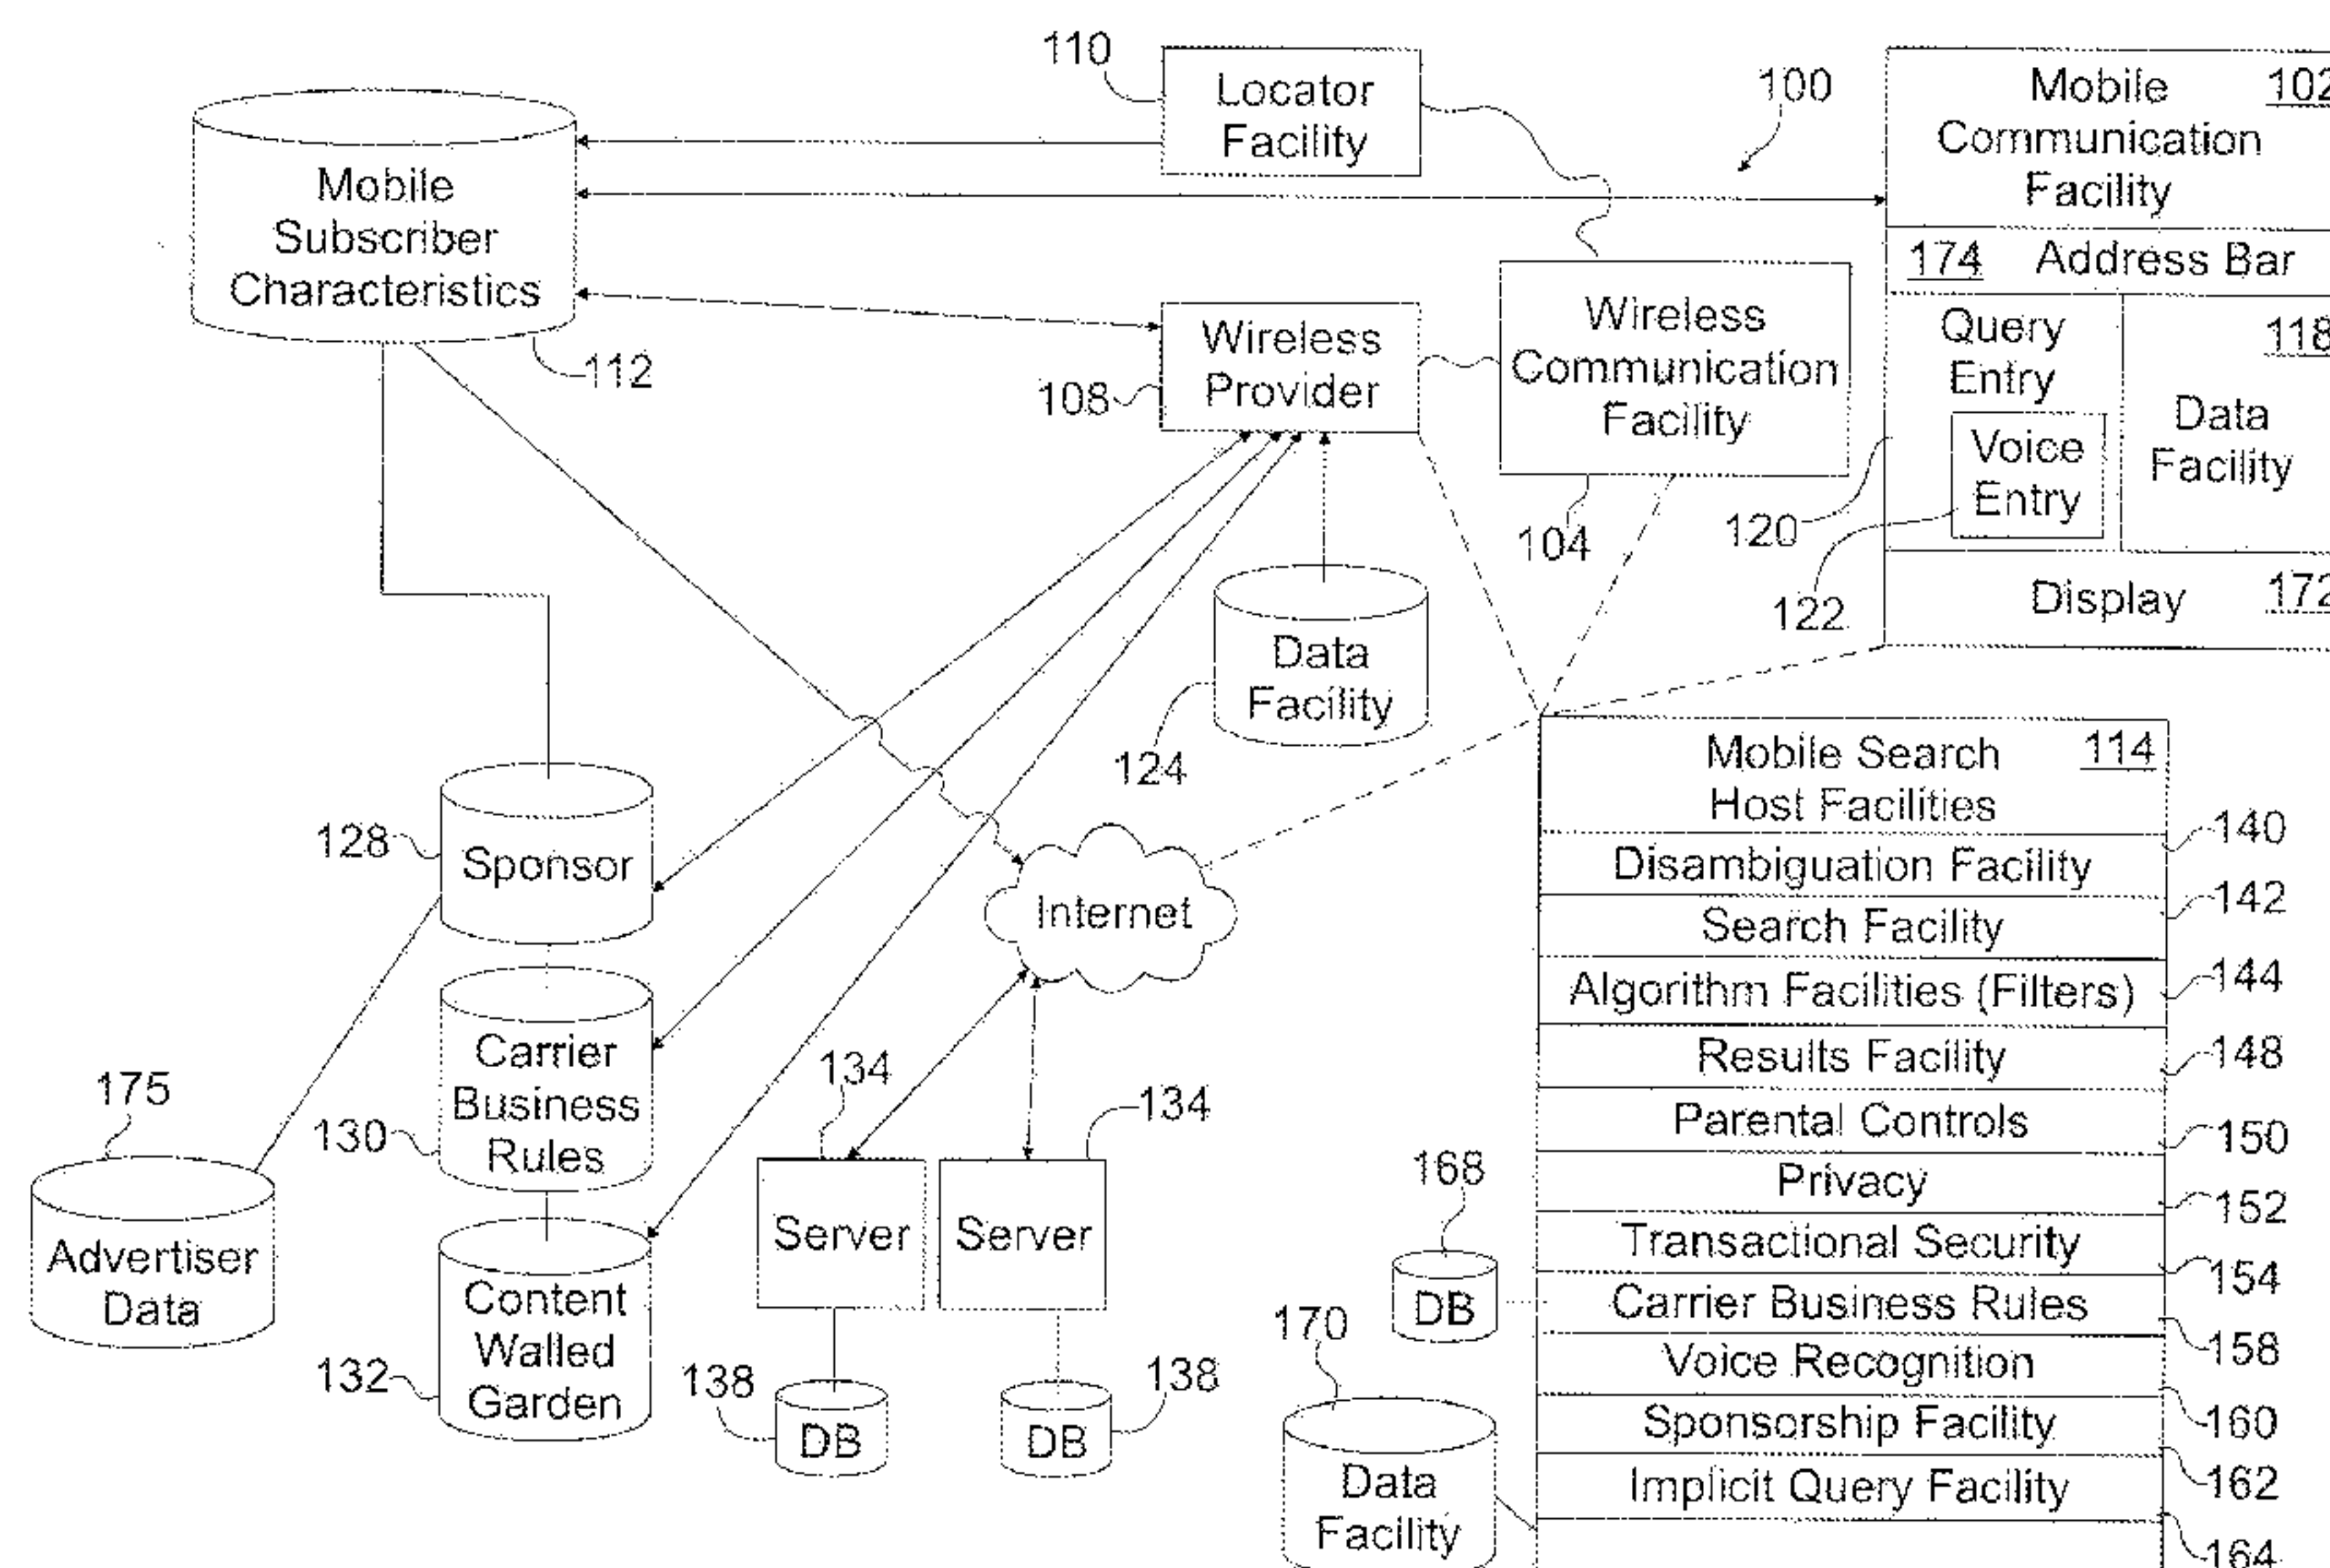 110
Locator
Facility
100
Mobile
Communication
Facility
102
Mobile
Subscriber
Characteristics
112
174 Address Bar
Query
Entry
118
Data
Facility
Voice
Entry
120
122
Display 172
Wireless
Provider
108
Wireless
Communication
Facility
104
Data
Facility
124
128
Sponsor
Internet
Mobile Search
Host Facilities
114
140
Disambiguation Facility
142
Search Facility
144
Algorithm Facilities (Filters)
148
Results Facility
150
Parental Controls
152
Privacy
154
Transactional Security
158
Carrier Business Rules
160
Voice Recognition
162
Sponsorship Facility
164
Implicit Query Facility
175
Advertiser
Data
130
Carrier
Business
Rules
132
Content
Walled
Garden
134
Server
134
Server
138
DB
138
DB
168
DB
170
Data
Facility